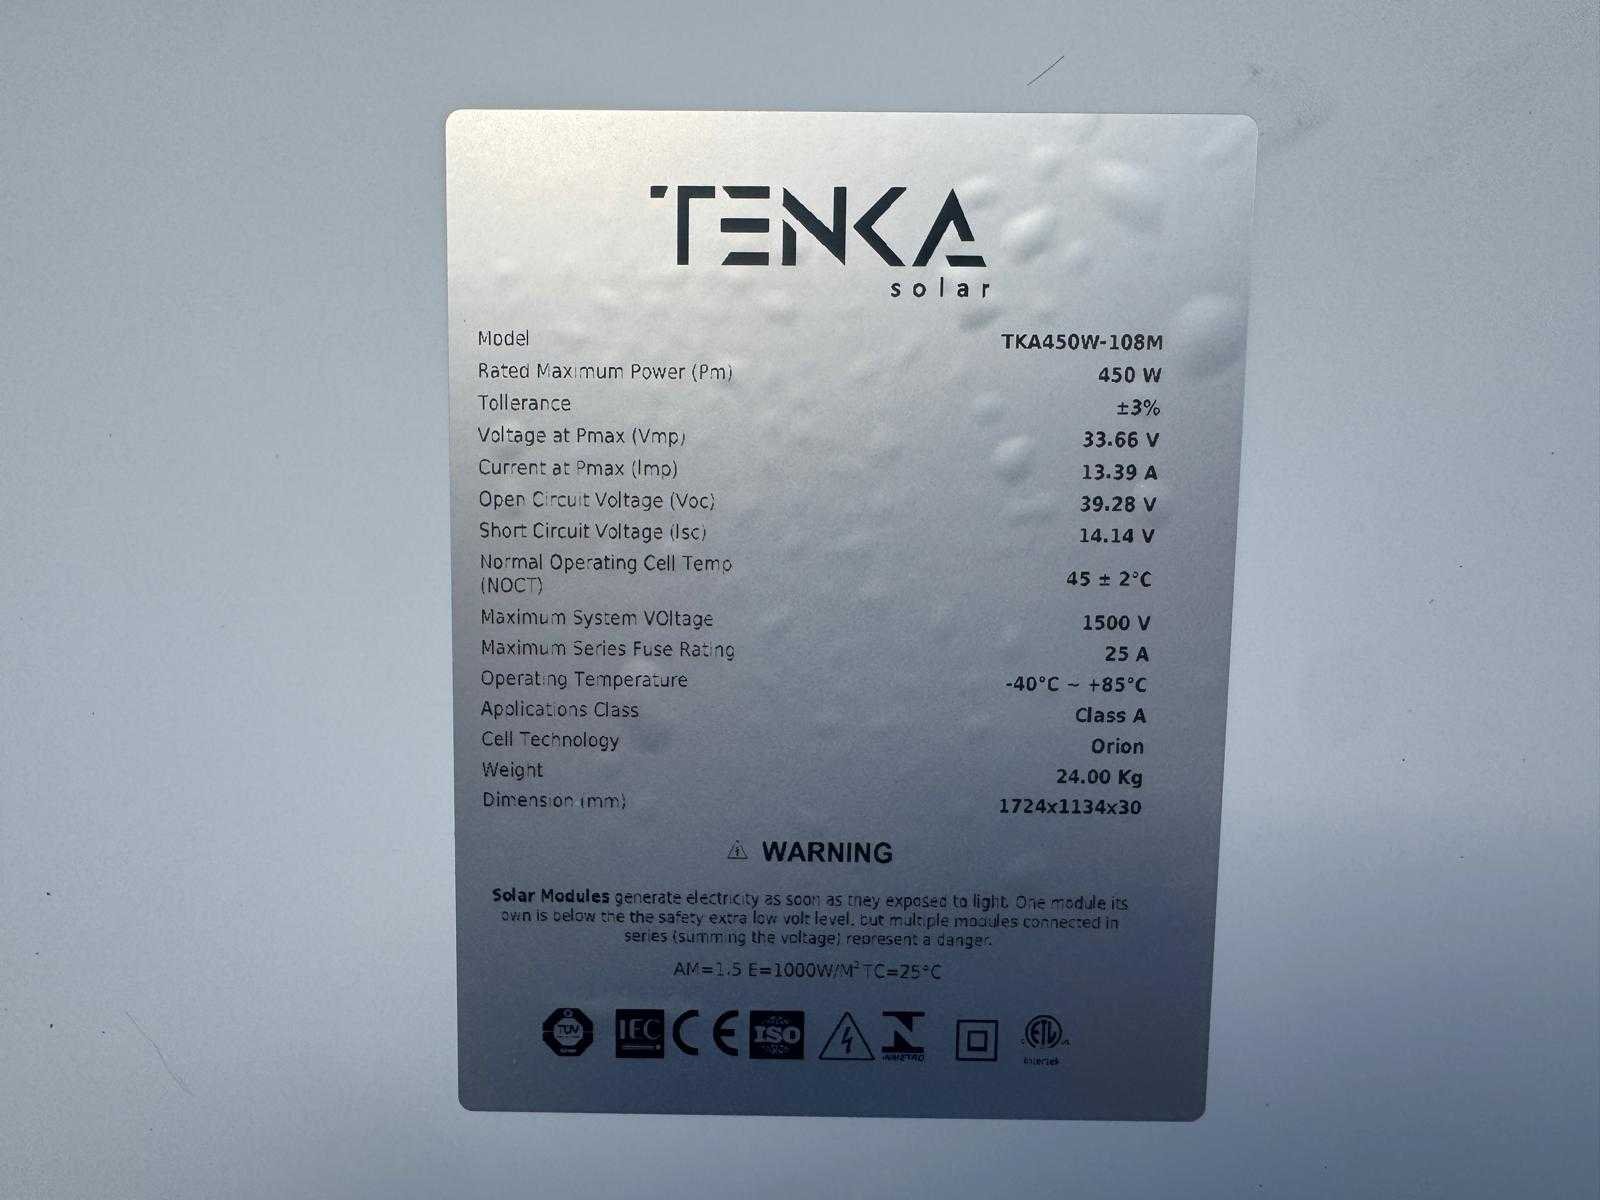 TENKA
solar
Model TKA450W-108M
Rated Maximum Power (Pm) 450 W
Tollerance ±3%
Voltage at Pmax (Vmp) 33.66 V
Current at Pmax (Imp) 13.39 A
Open Circuit Voltage (Voc) 39.28 V
Short Circuit Voltage (Isc) 14.14 V
Normal Operating Cell Temp
(NOCT) 45 ± 2°C
Maximum System VOltage 1500 V
Maximum Series Fuse Rating 25 A
Operating Temperature -40°C ~ +85°C
Applications Class Class A
Cell Technology Orion
Weight 24.00 Kg
Dimension (mm) 1724x1134x30
WARNING
Solar Modules generate electricity as soon as they exposed to light. One module its
own is below the the safety extra low volt level, but multiple modules connected in
series (summing the voltage) represent a danger.
AM=1.5 E=1000W/M² TC=25°C
TÜV IEC CE ISO INMETRO ETL Intertek